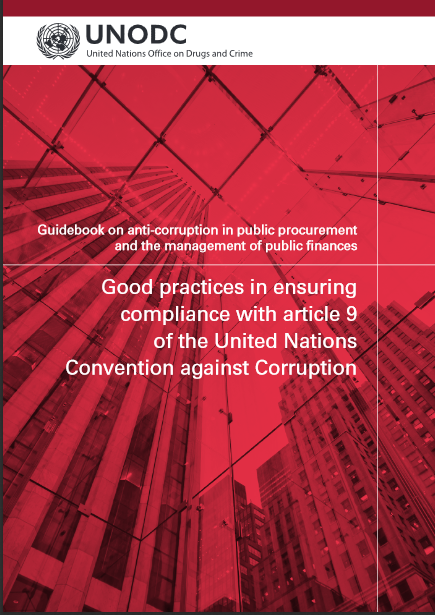 UNODC
United Nations Office on Drugs and Crime
Guidebook on anti-corruption in public procurement
and the management of public finances
Good practices in ensuring
compliance with article 9
of the United Nations
Convention against Corruption